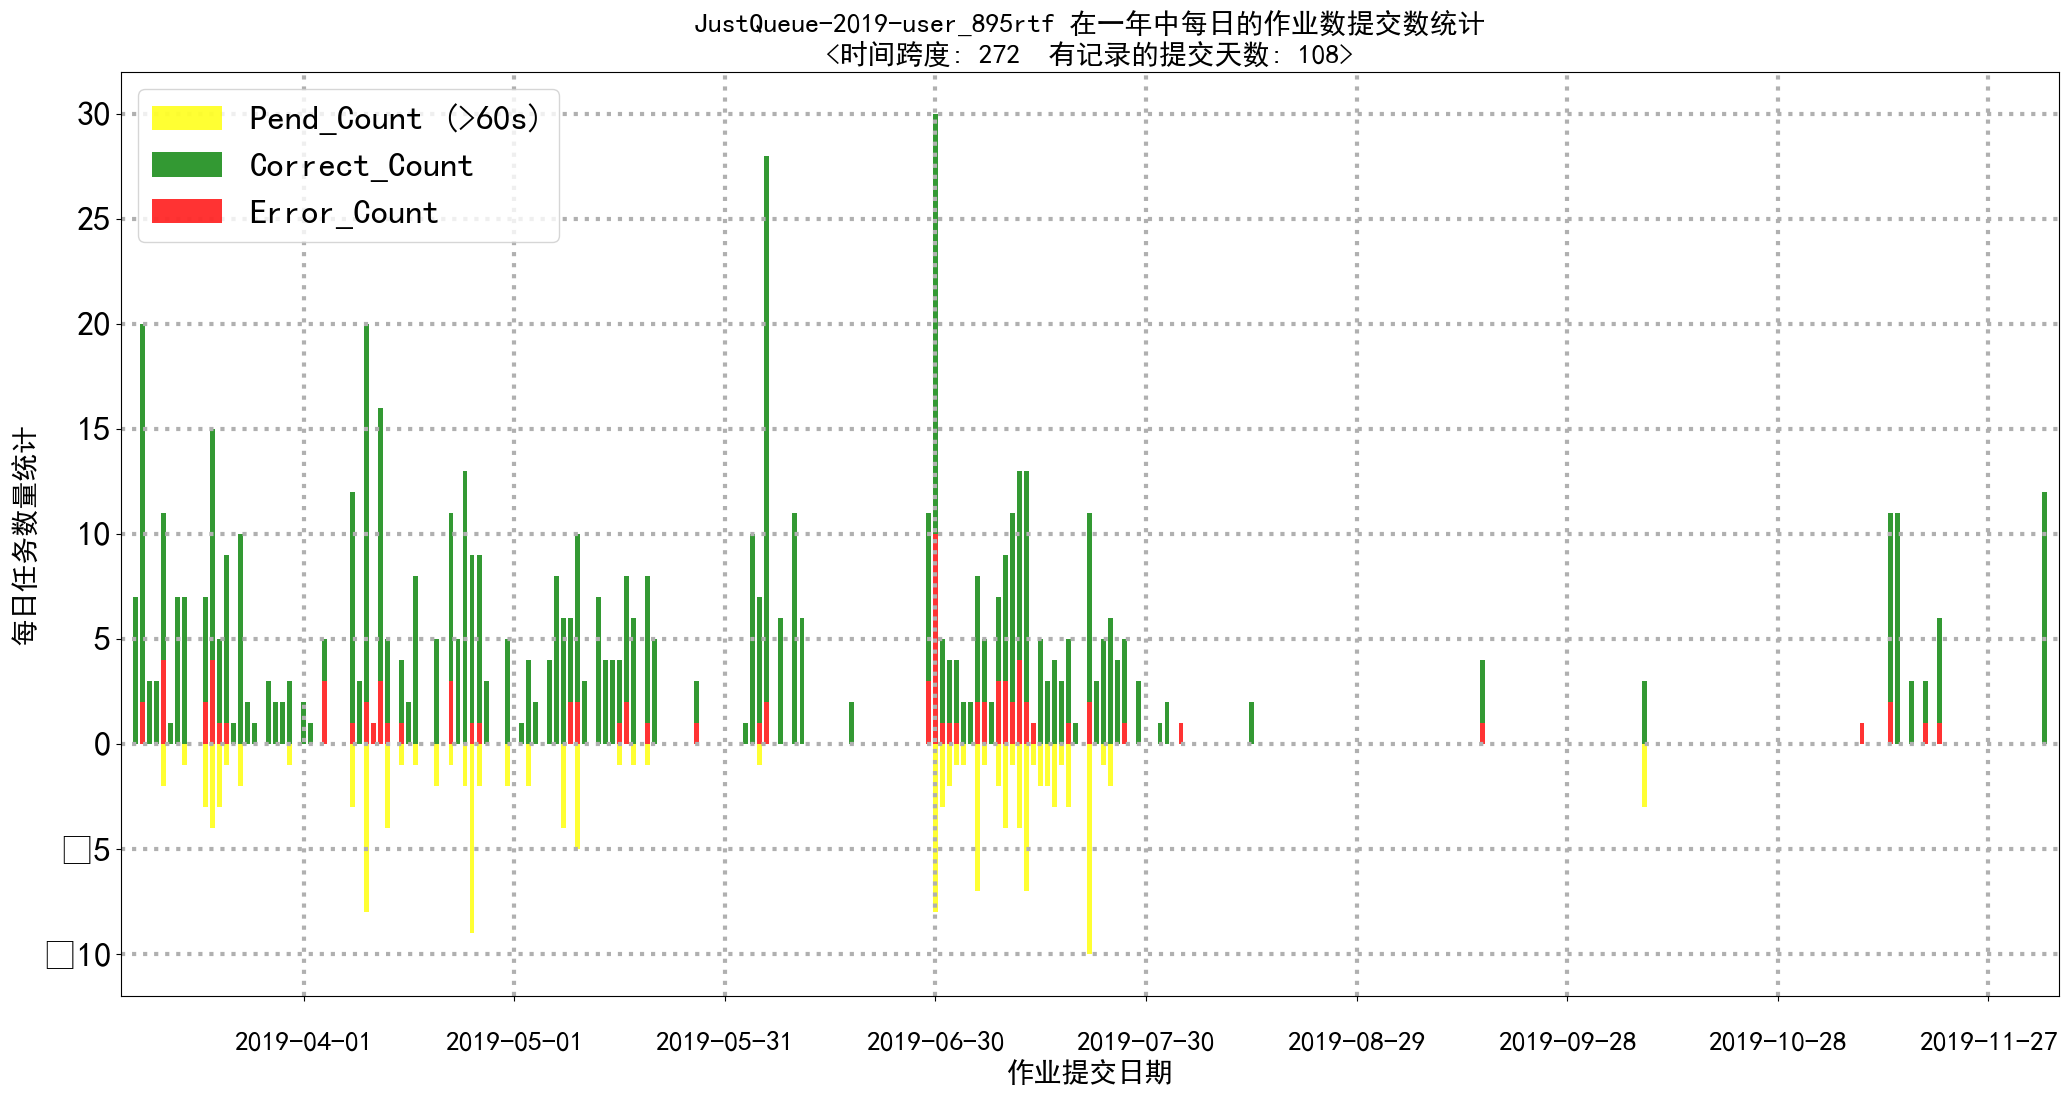 JustQueue-2019-user_895rtf 在一年中每日的作业数提交数统计
<时间跨度: 272  有记录的提交天数: 108>
Pend_Count (>60s)
Correct_Count
Error_Count
每日任务数量统计
30
25
20
15
10
5
0
□5
□10
2019-04-01 2019-05-01 2019-05-31 2019-06-30 2019-07-30 2019-08-29 2019-09-28 2019-10-28 2019-11-27
作业提交日期